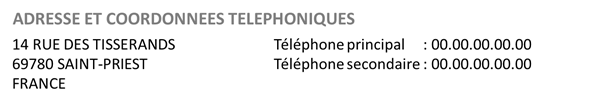 ADRESSE ET COORDONNEES TELEPHONIQUES
14 RUE DES TISSERANDS Téléphone principal : 00.00.00.00.00
69780 SAINT-PRIEST Téléphone secondaire : 00.00.00.00.00
FRANCE